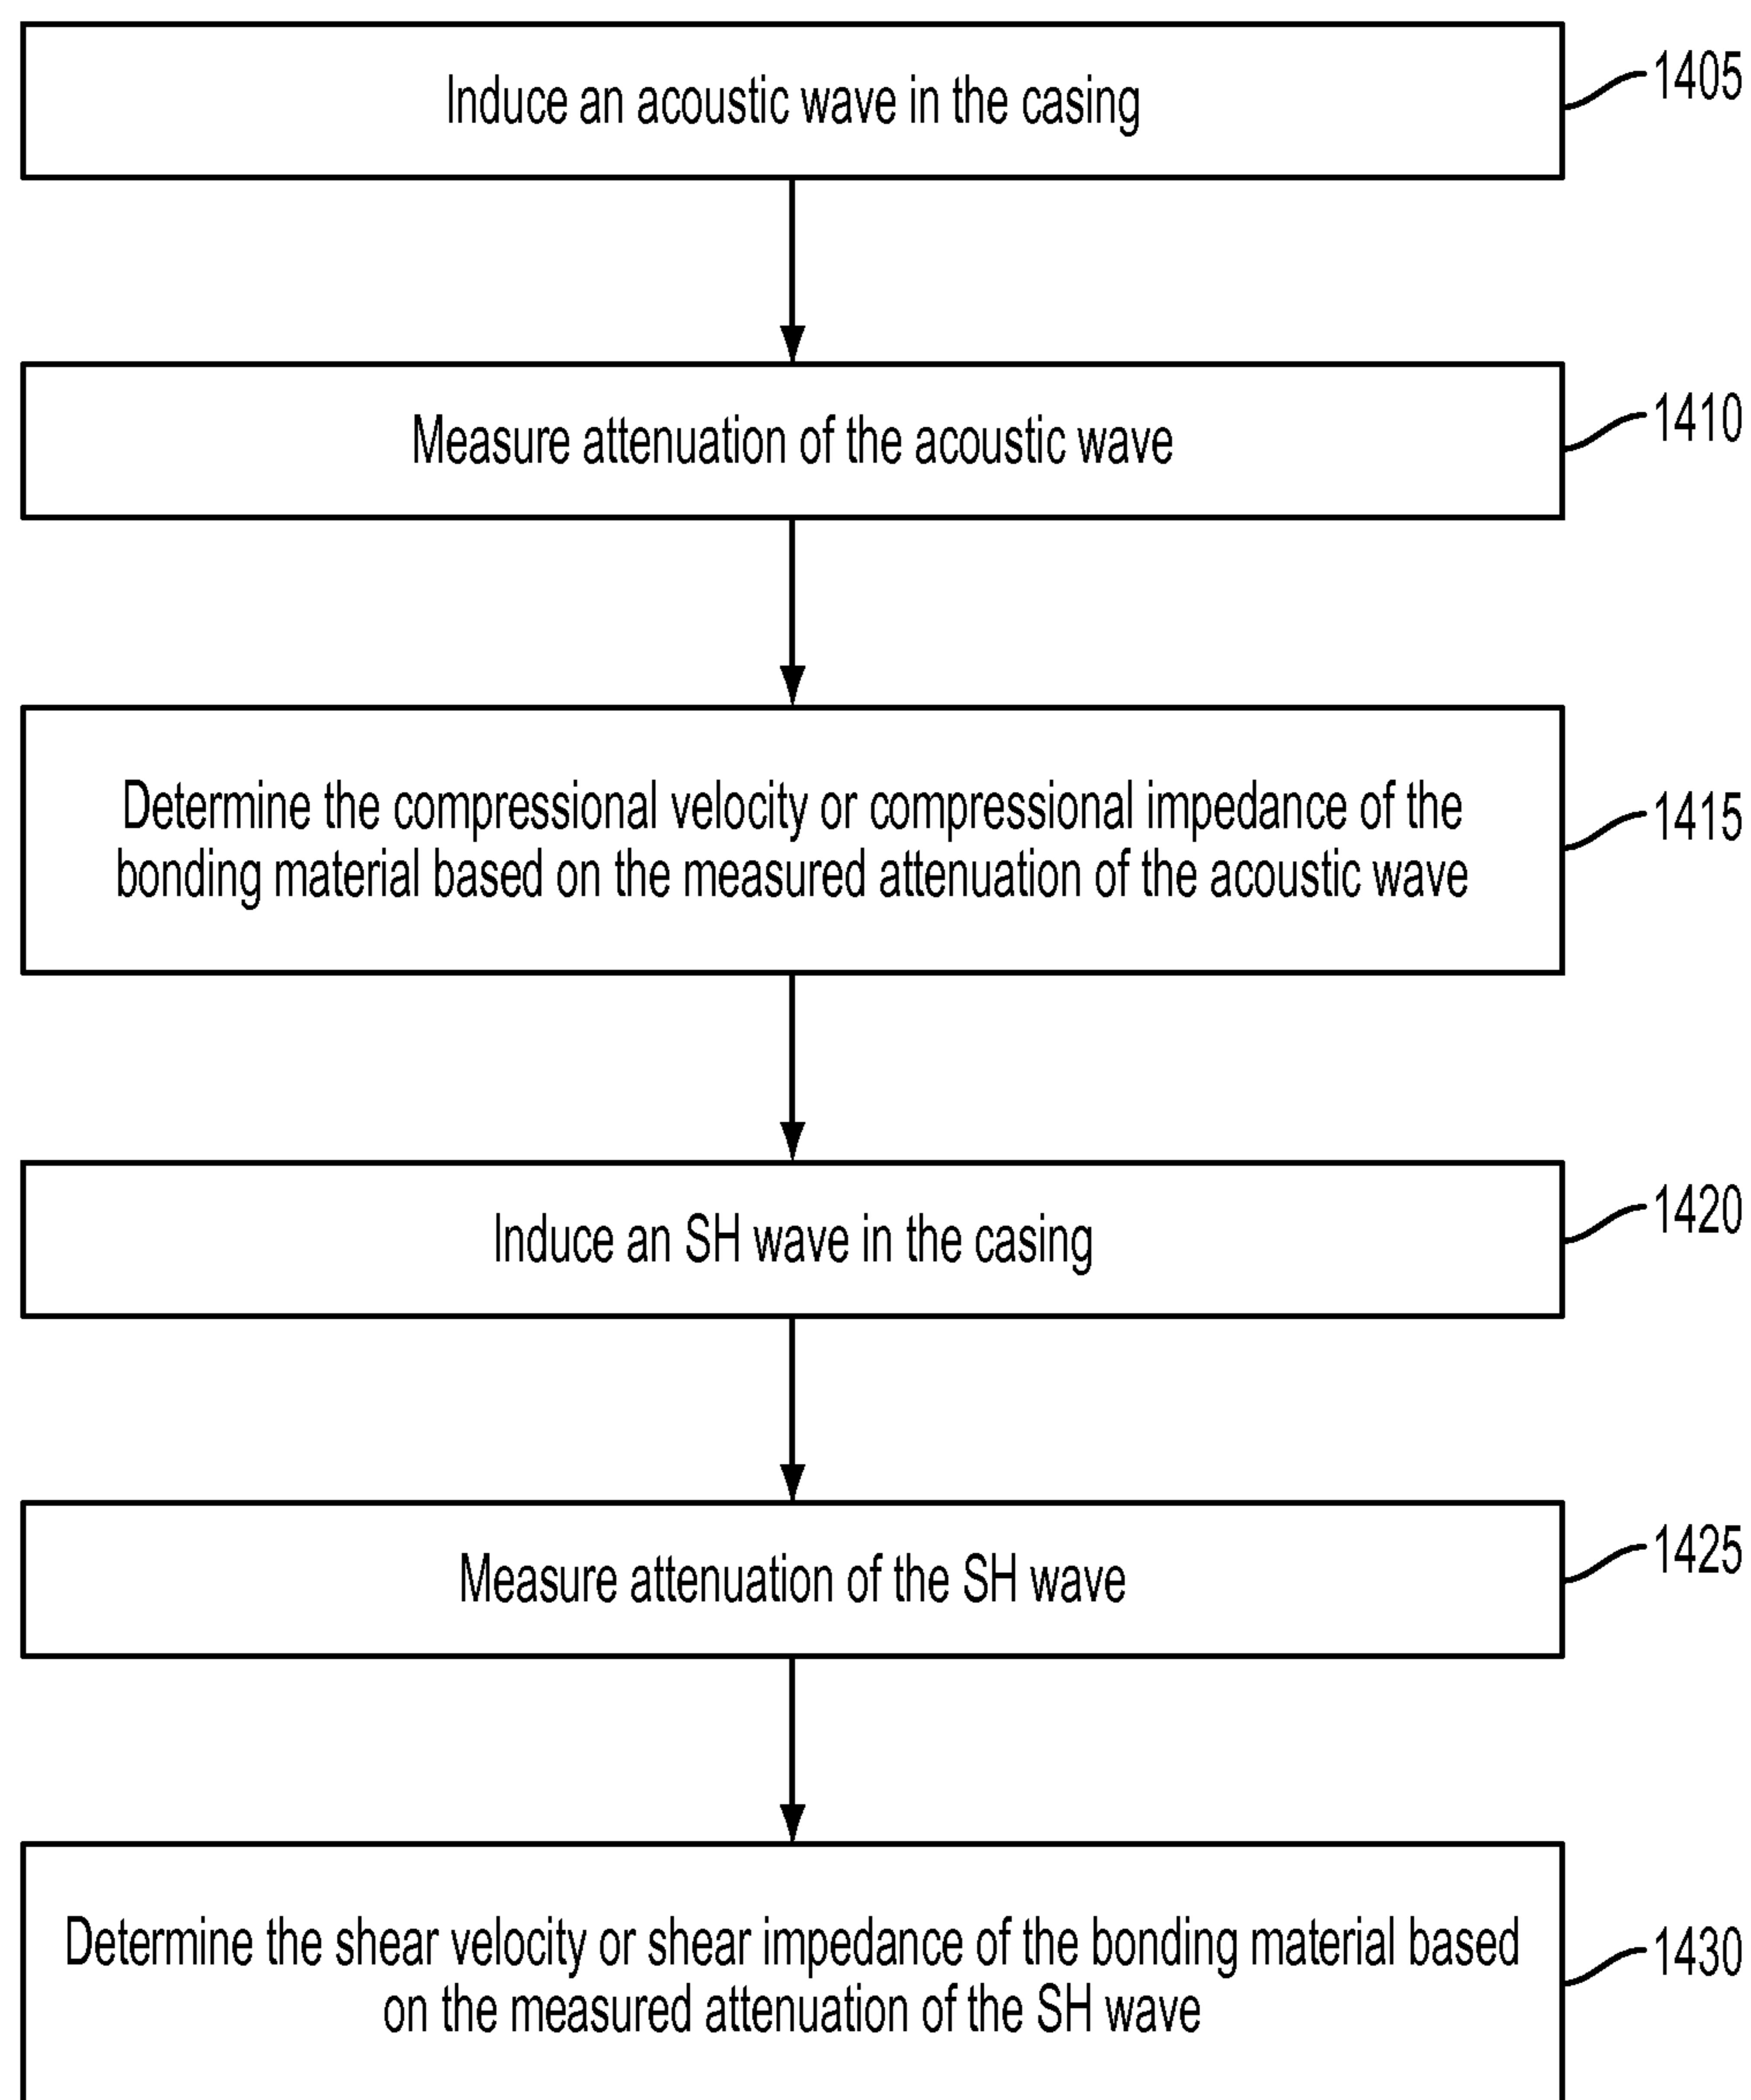 Induce an acoustic wave in the casing
1405
Measure attenuation of the acoustic wave
1410
Determine the compressional velocity or compressional impedance of the
bonding material based on the measured attenuation of the acoustic wave
1415
Induce an SH wave in the casing
1420
Measure attenuation of the SH wave
1425
Determine the shear velocity or shear impedance of the bonding material based
on the measured attenuation of the SH wave
1430